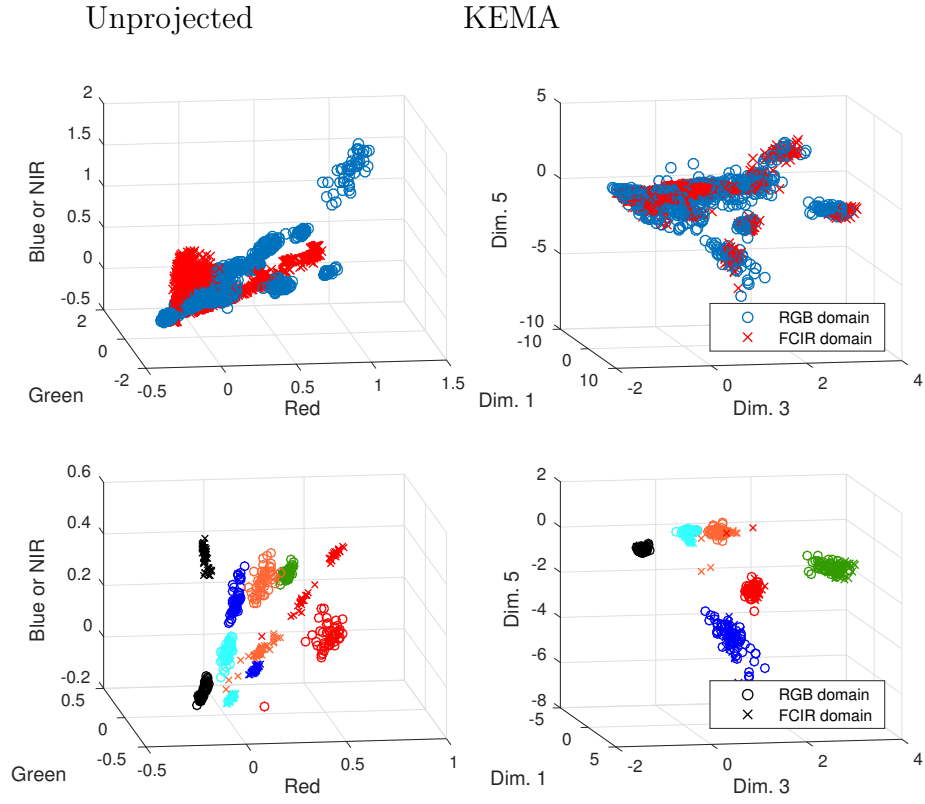 Unprojected
KEMA
2
1.5
1
0.5
0
-0.5
Blue or NIR
2
0
-2
Green
-0.5
0
0.5
1
1.5
Red
5
0
-5
-10
Dim. 5
-10
0
10
Dim. 1
-2
0
2
4
Dim. 3
RGB domain
FCIR domain
0.6
0.4
0.2
0
-0.2
Blue or NIR
0.5
0
-0.5
Green
-0.5
0
0.5
1
Red
2
0
-2
-4
-6
-8
Dim. 5
-5
0
5
Dim. 1
-2
0
2
4
Dim. 3
RGB domain
FCIR domain